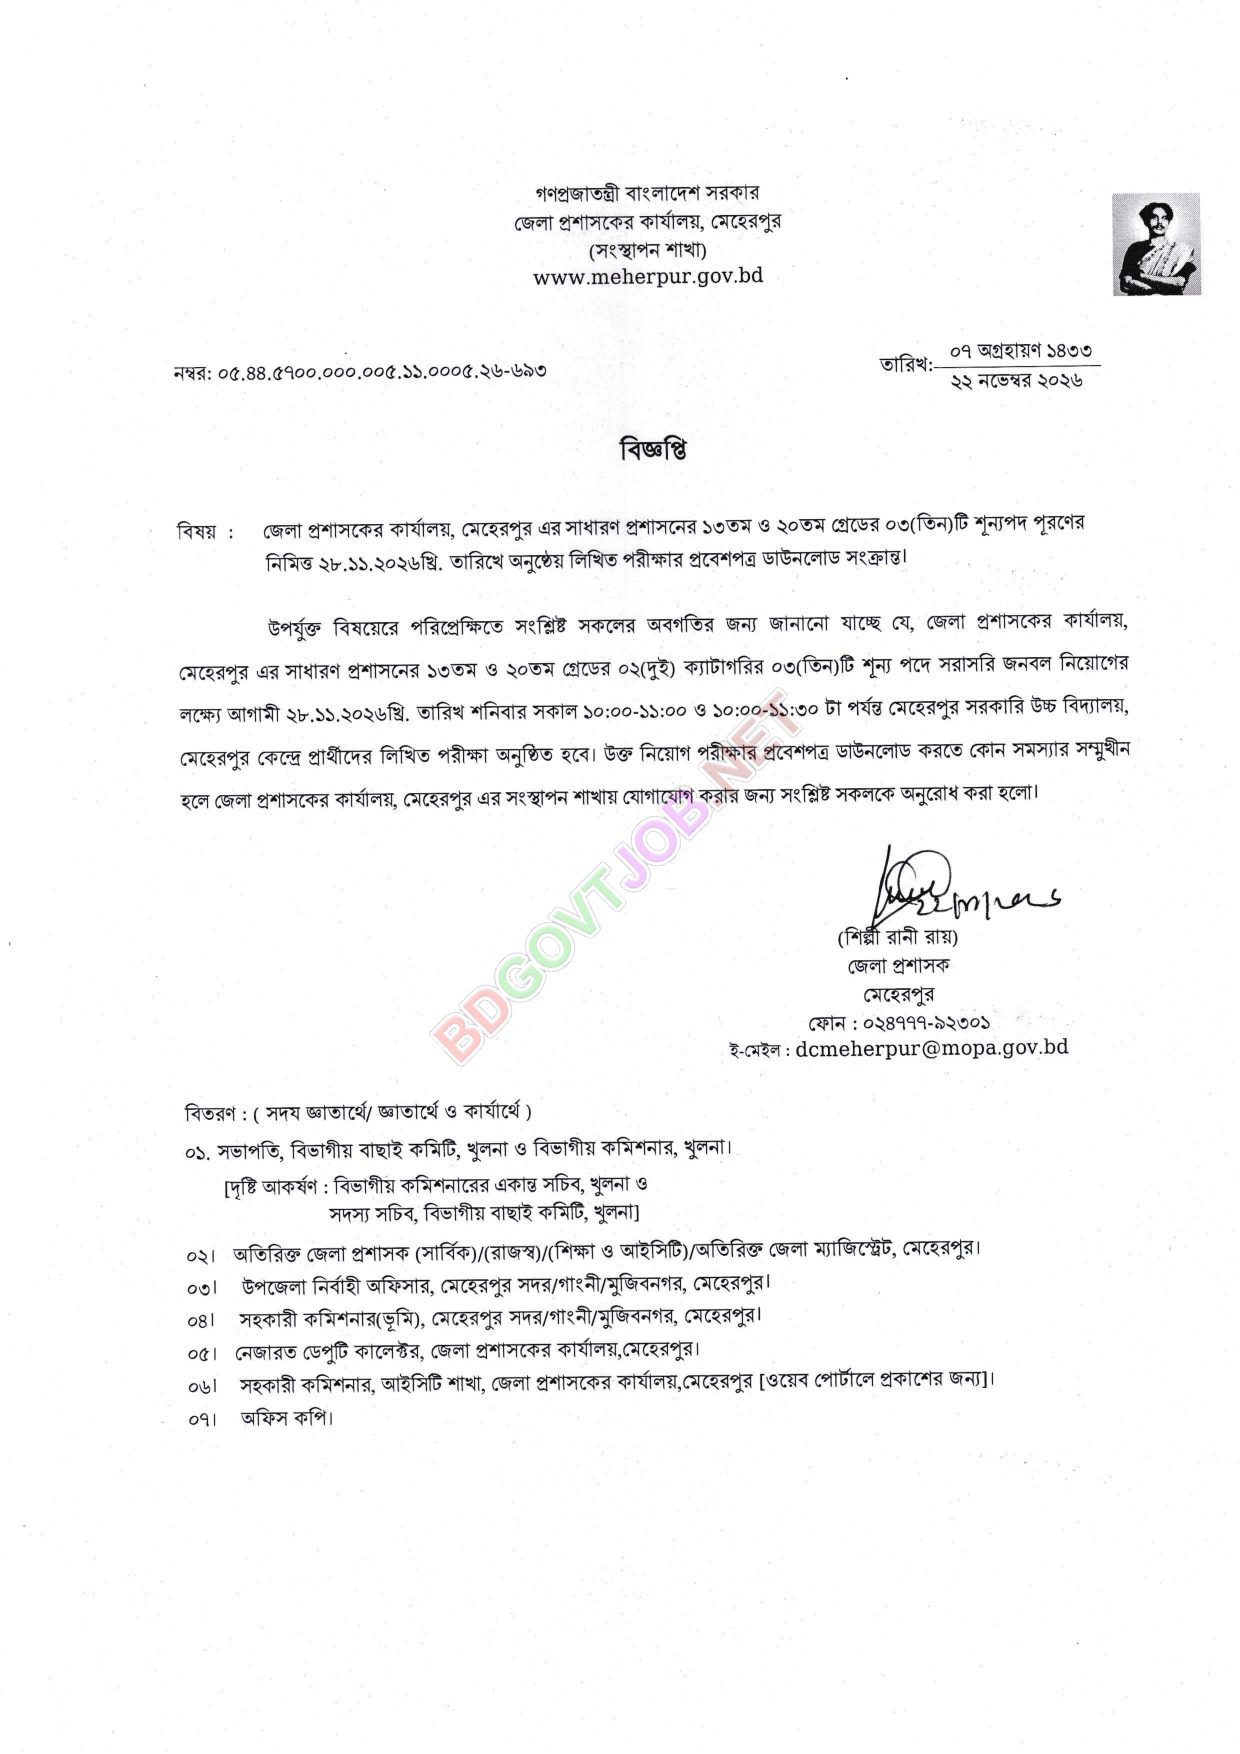 গণপ্রজাতন্ত্রী বাংলাদেশ সরকার
জেলা প্রশাসকের কার্যালয়, মেহেরপুর
(সংস্থাপন শাখা)
www.meherpur.gov.bd
নম্বর: ০৫.৪৪.৫৭০০.০০০.০০৫.১১.০০০৫.২৬-৬৯৩
তারিখ:
০৭ অগ্রহায়ণ ১৪৩৩
২২ নভেম্বর ২০২৬
বিজ্ঞপ্তি
বিষয় : জেলা প্রশাসকের কার্যালয়, মেহেরপুর এর সাধারণ প্রশাসনের ১৩তম ও ২০তম গ্রেডের ০৩(তিন)টি শূন্যপদ পূরণের
নিমিত্ত ২৮.১১.২০২৬খ্রি. তারিখে অনুষ্ঠেয় লিখিত পরীক্ষার প্রবেশপত্র ডাউনলোড সংক্রান্ত।
উপর্যুক্ত বিষয়েরে পরিপ্রেক্ষিতে সংশ্লিষ্ট সকলের অবগতির জন্য জানানো যাচ্ছে যে, জেলা প্রশাসকের কার্যালয়,
মেহেরপুর এর সাধারণ প্রশাসনের ১৩তম ও ২০তম গ্রেডের ০২(দুই) ক্যাটাগরির ০৩(তিন)টি শূন্য পদে সরাসরি জনবল নিয়োগের
লক্ষ্যে আগামী ২৮.১১.২০২৬খ্রি. তারিখ শনিবার সকাল ১০:০০-১১:০০ ও ১০:০০-১১:৩০ টা পর্যন্ত মেহেরপুর সরকারি উচ্চ বিদ্যালয়,
মেহেরপুর কেন্দ্রে প্রার্থীদের লিখিত পরীক্ষা অনুষ্ঠিত হবে। উক্ত নিয়োগ পরীক্ষার প্রবেশপত্র ডাউনলোড করতে কোন সমস্যার সম্মুখীন
হলে জেলা প্রশাসকের কার্যালয়, মেহেরপুর এর সংস্থাপন শাখায় যোগাযোগ করার জন্য সংশ্লিষ্ট সকলকে অনুরোধ করা হলো।
BDGOVTJOB.NET
(শিল্পী রানী রায়)
জেলা প্রশাসক
মেহেরপুর
ফোন : ০২৪৭৭৭-৯২৩০১
ই-মেইল : dcmeherpur@mopa.gov.bd
বিতরণ : ( সদয জ্ঞাতার্থে/ জ্ঞাতার্থে ও কার্যার্থে )
০১. সভাপতি, বিভাগীয় বাছাই কমিটি, খুলনা ও বিভাগীয় কমিশনার, খুলনা।
[দৃষ্টি আকর্ষণ : বিভাগীয় কমিশনারের একান্ত সচিব, খুলনা ও
সদস্য সচিব, বিভাগীয় বাছাই কমিটি, খুলনা]
০২। অতিরিক্ত জেলা প্রশাসক (সার্বিক)/(রাজস্ব)/(শিক্ষা ও আইসিটি)/অতিরিক্ত জেলা ম্যাজিস্ট্রেট, মেহেরপুর।
০৩। উপজেলা নির্বাহী অফিসার, মেহেরপুর সদর/গাংনী/মুজিবনগর, মেহেরপুর।
০৪। সহকারী কমিশনার(ভূমি), মেহেরপুর সদর/গাংনী/মুজিবনগর, মেহেরপুর।
০৫। নেজারত ডেপুটি কালেক্টর, জেলা প্রশাসকের কার্যালয়,মেহেরপুর।
০৬। সহকারী কমিশনার, আইসিটি শাখা, জেলা প্রশাসকের কার্যালয়,মেহেরপুর [ওয়েব পোর্টালে প্রকাশের জন্য]।
০৭। অফিস কপি।